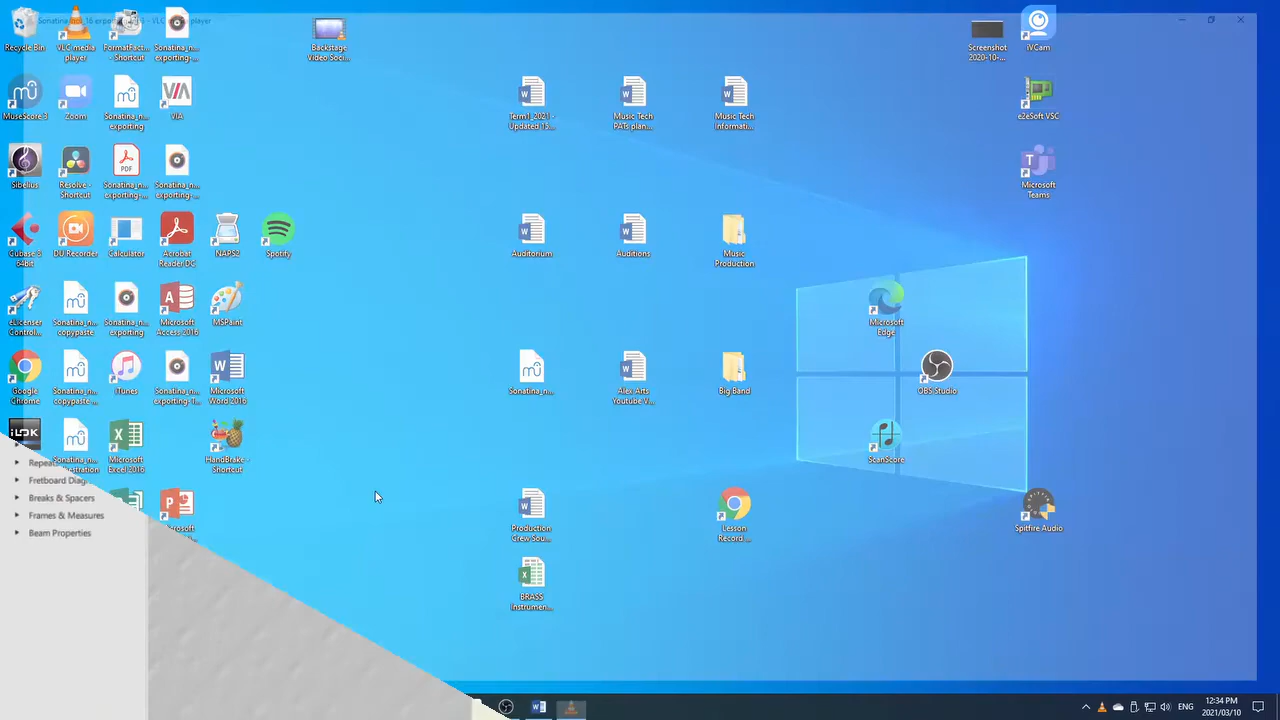 Recycle Bin
VLC media
player
FormatFact...
- Shortcut
Sonatina_n...
exporting-...
Backstage
Video Soci...
Screenshot
2020-10-...
iVCam
MuseScore 3
Zoom
Sonatina_n...
exporting
VIA
Term1_2021 -
Updated 15...
Music Tech
PATs plan...
Music Tech
Informati...
e2eSoft VSC
Sibelius
Resolve -
Shortcut
PDF
Sonatina_n...
exporting-...
Sonatina_n...
exporting-...
Microsoft
Teams
Cubase 8
64bit
DU Recorder
Calculator
Acrobat
Reader DC
NAPS2
Spotify
Auditorium
Auditions
Music
Production
eLicenser
Control...
Sonatina_n...
copypaste
Sonatina_n...
exporting
Microsoft
Access 2016
MSPaint
Microsoft
Edge
Google
Chrome
Sonatina_n...
copypaste-...
iTunes
Sonatina_n...
exporting-1...
Microsoft
Word 2016
Sonatina_n...
Alex Arts
Youtube V...
Big Band
OBS Studio
iLOK
Sonatina_n...
Microsoft
Excel 2016
HandBrake -
Shortcut
ScanScore
Fretboard
Breaks & Spacers
Frames & Measures
Beam Properties
Production
Crew Sou...
Lesson
Record ...
Spitfire Audio
BRASS
Instrumen...
ENG
12:34 PM
2021/03/10